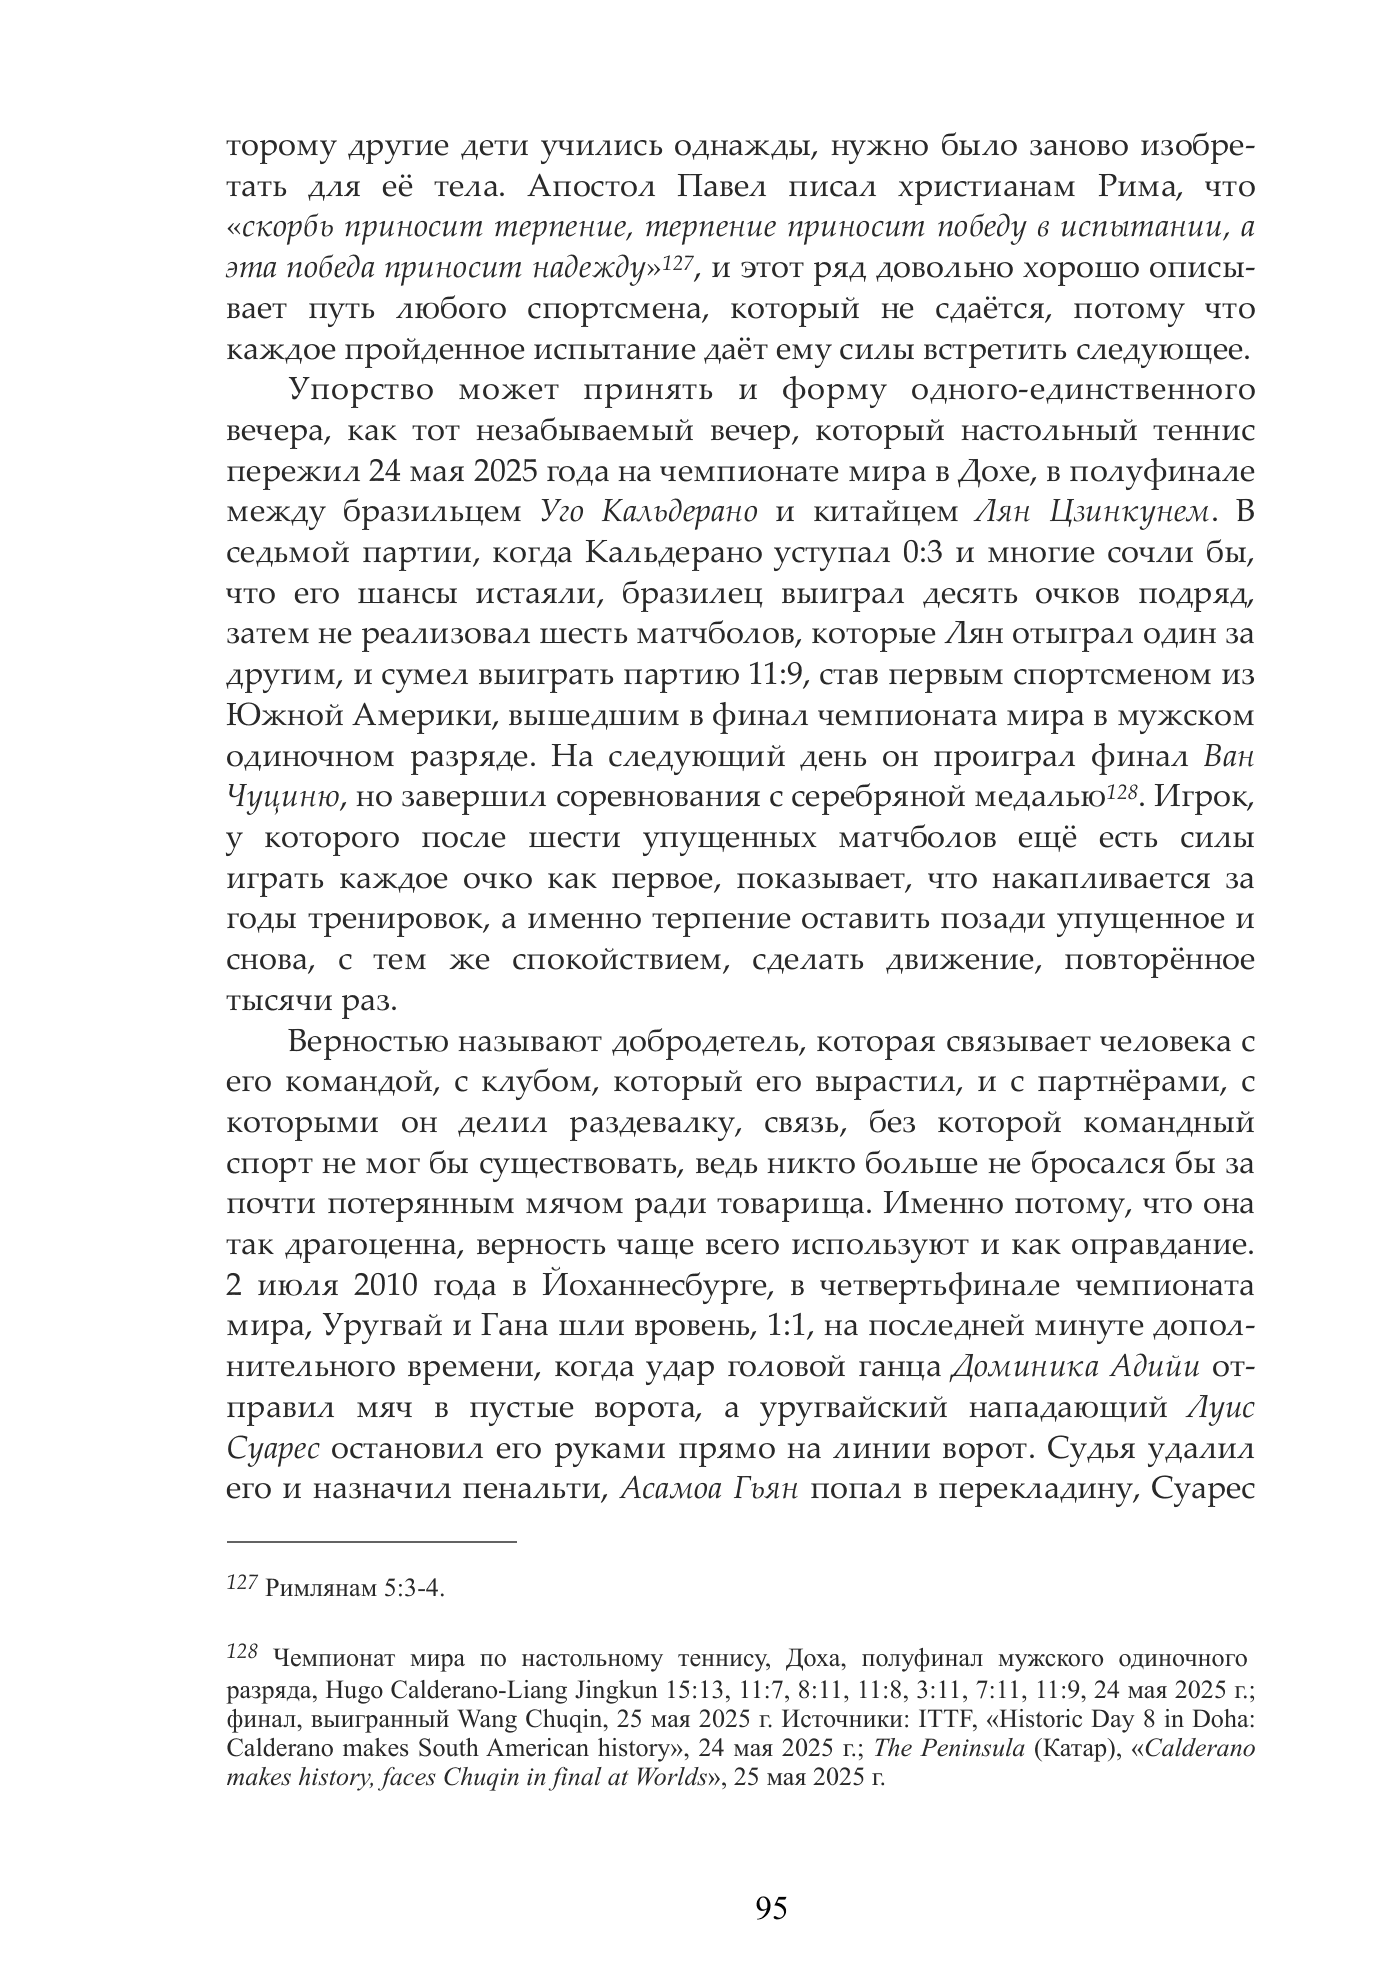 торому другие дети учились однажды, нужно было заново изобре-
тать для её тела. Апостол Павел писал христианам Рима, что
«скорбь приносит терпение, терпение приносит победу в испытании, а
эта победа приносит надежду»127, и этот ряд довольно хорошо описы-
вает путь любого спортсмена, который не сдаётся, потому что
каждое пройденное испытание даёт ему силы встретить следующее.
Упорство может принять и форму одного-единственного
вечера, как тот незабываемый вечер, который настольный теннис
пережил 24 мая 2025 года на чемпионате мира в Дохе, в полуфинале
между бразильцем Уго Кальдерано и китайцем Лян Цзинкунем. В
седьмой партии, когда Кальдерано уступал 0:3 и многие сочли бы,
что его шансы истаяли, бразилец выиграл десять очков подряд,
затем не реализовал шесть матчболов, которые Лян отыграл один за
другим, и сумел выиграть партию 11:9, став первым спортсменом из
Южной Америки, вышедшим в финал чемпионата мира в мужском
одиночном разряде. На следующий день он проиграл финал Ван
Чуциню, но завершил соревнования с серебряной медалью128. Игрок,
у которого после шести упущенных матчболов ещё есть силы
играть каждое очко как первое, показывает, что накапливается за
годы тренировок, а именно терпение оставить позади упущенное и
снова, с тем же спокойствием, сделать движение, повторённое
тысячи раз.
Верностью называют добродетель, которая связывает человека с
его командой, с клубом, который его вырастил, и с партнёрами, с
которыми он делил раздевалку, связь, без которой командный
спорт не мог бы существовать, ведь никто больше не бросался бы за
почти потерянным мячом ради товарища. Именно потому, что она
так драгоценна, верность чаще всего используют и как оправдание.
2 июля 2010 года в Йоханнесбурге, в четвертьфинале чемпионата
мира, Уругвай и Гана шли вровень, 1:1, на последней минуте допол-
нительного времени, когда удар головой ганца Доминика Адийи от-
правил мяч в пустые ворота, а уругвайский нападающий Луис
Суарес остановил его руками прямо на линии ворот. Судья удалил
его и назначил пенальти, Асамоа Гьян попал в перекладину, Суарес
127 Римлянам 5:3-4.
128 Чемпионат мира по настольному теннису, Доха, полуфинал мужского одиночного
разряда, Hugo Calderano-Liang Jingkun 15:13, 11:7, 8:11, 11:8, 3:11, 7:11, 11:9, 24 мая 2025 г.;
финал, выигранный Wang Chuqin, 25 мая 2025 г. Источники: ITTF, «Historic Day 8 in Doha:
Calderano makes South American history», 24 мая 2025 г.; The Peninsula (Катар), «Calderano
makes history, faces Chuqin in final at Worlds», 25 мая 2025 г.
95